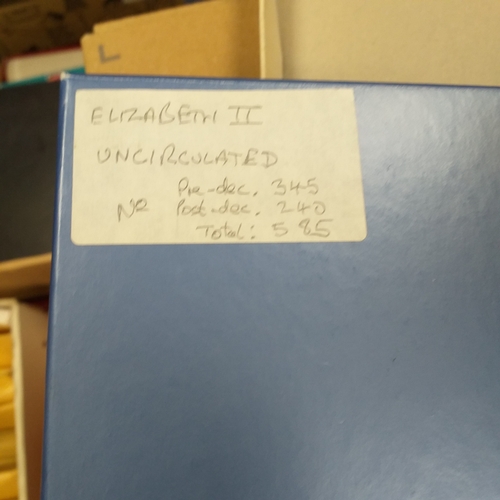 ELIZABETH II
UNCIRCULATED
Pre-dec. 345
Nº Post-dec. 240
Total: 585